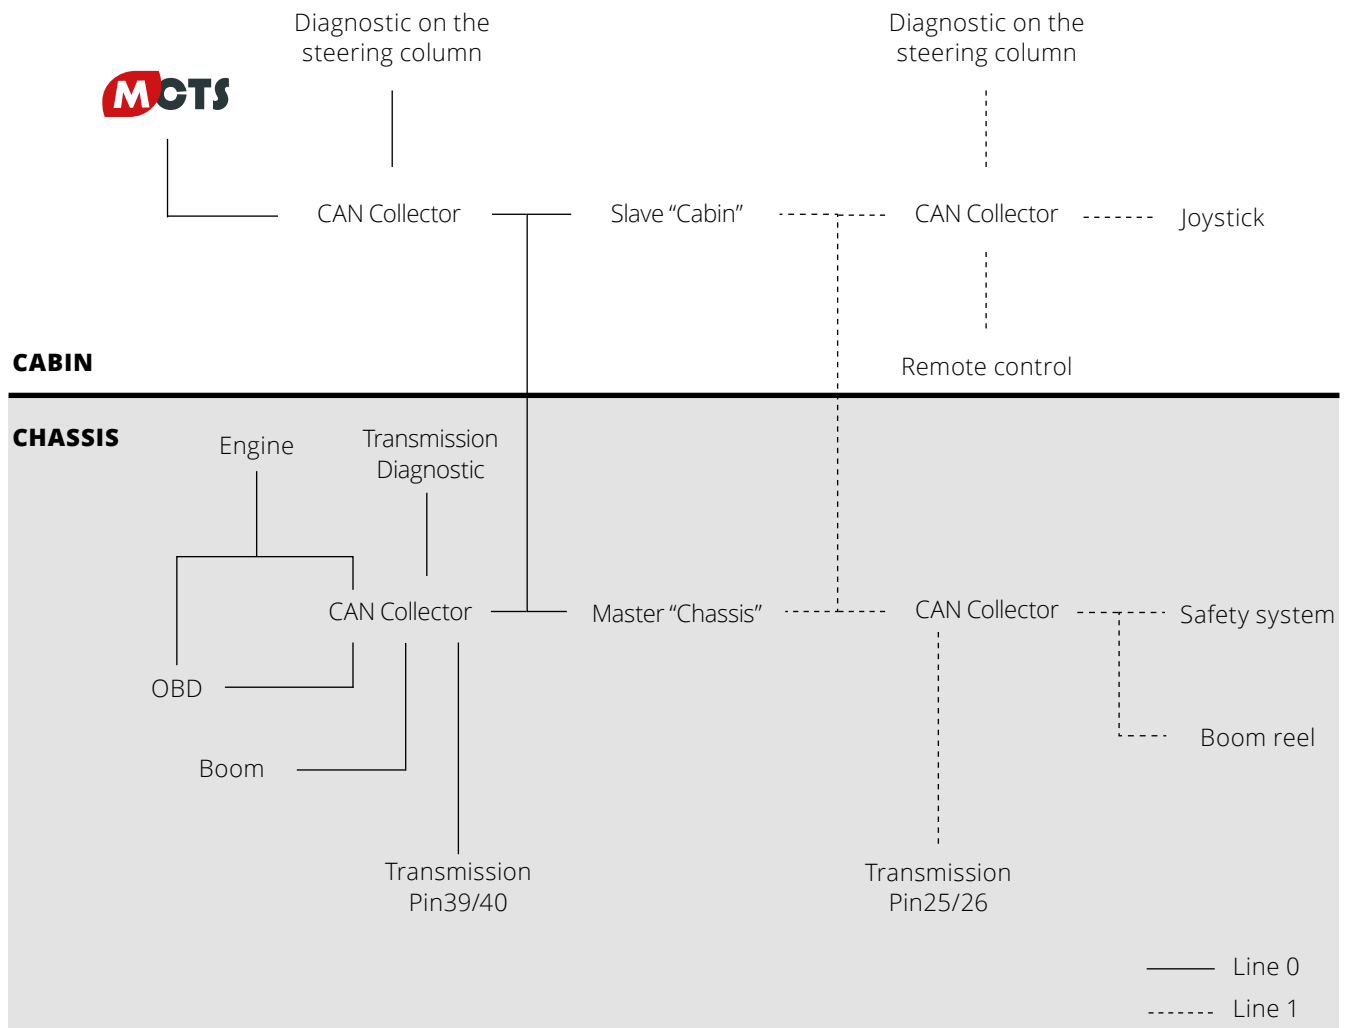 Diagnostic on the
steering column
Diagnostic on the
steering column
MCTS
CAN Collector
Slave “Cabin”
CAN Collector
Joystick
Remote control
CABIN
CHASSIS
Engine
Transmission
Diagnostic
CAN Collector
Master “Chassis”
CAN Collector
Safety system
OBD
Boom reel
Boom
Transmission
Pin39/40
Transmission
Pin25/26
Line 0
Line 1